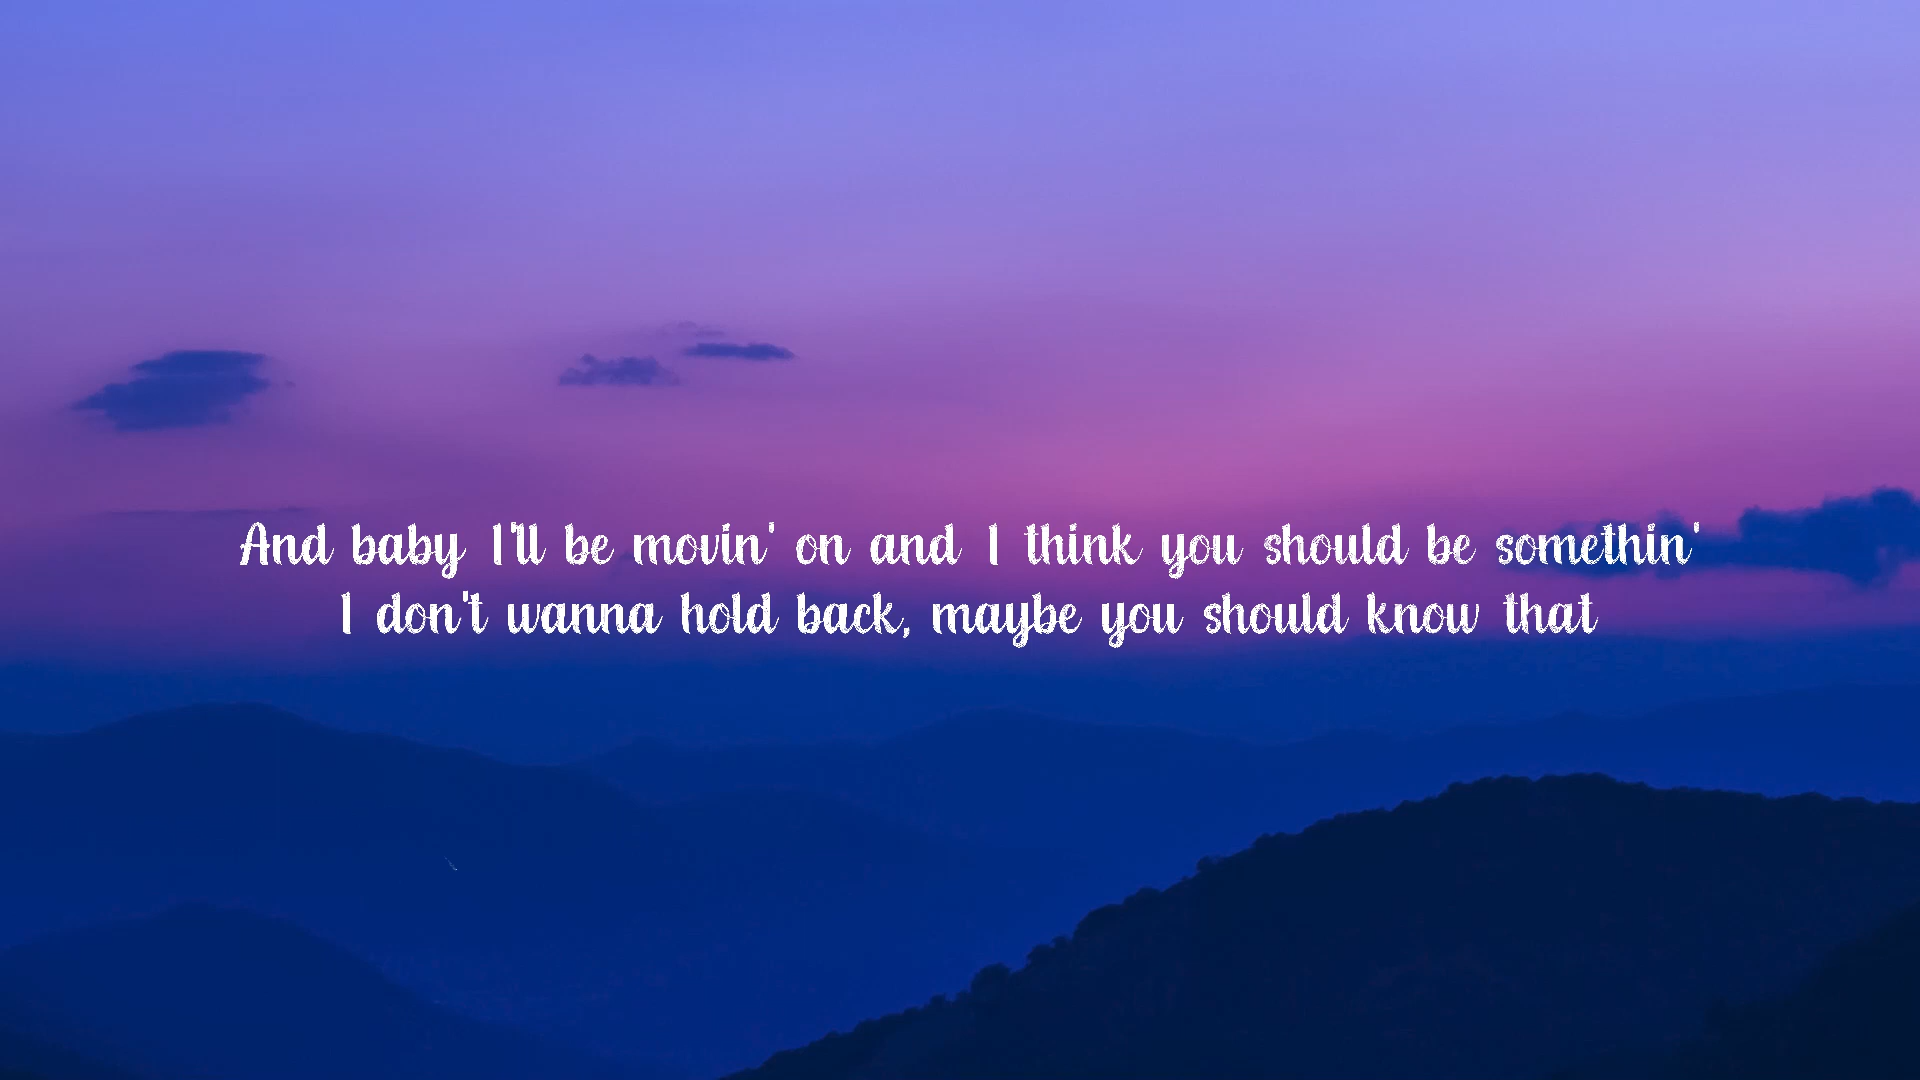 And baby I'll be movin' on and I think you should be somethin'
I don't wanna hold back, maybe you should know that